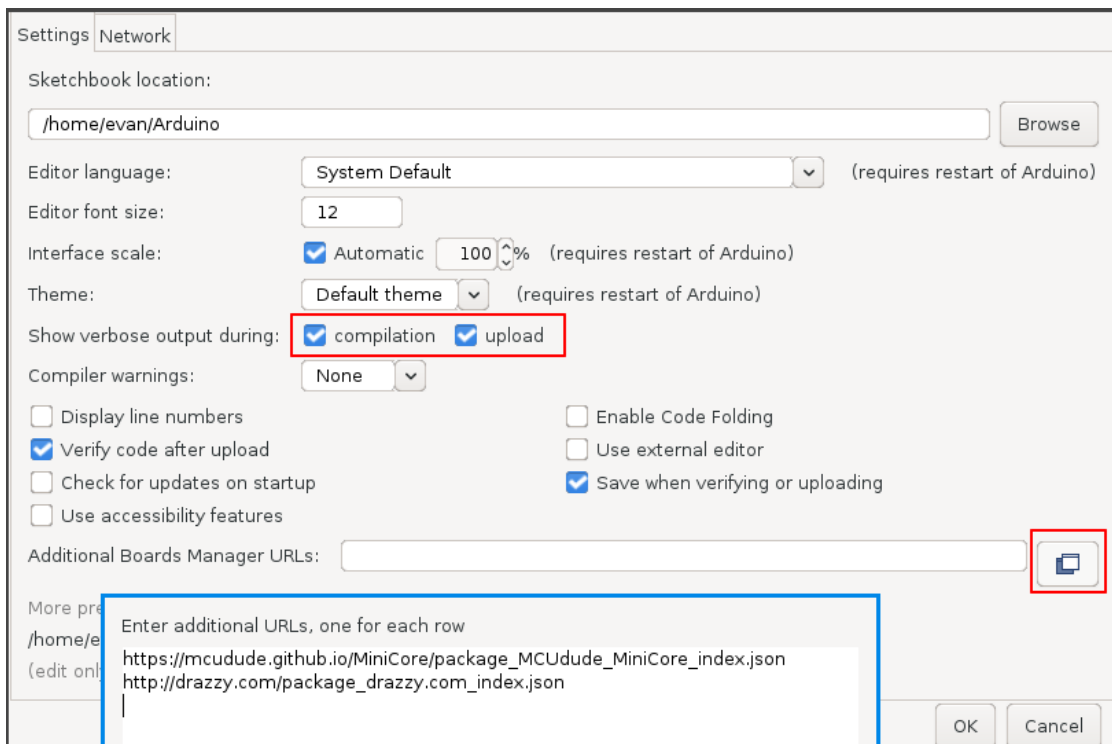 Settings Network
Sketchbook location:
/home/evan/Arduino Browse
Editor language: System Default (requires restart of Arduino)
Editor font size: 12
Interface scale: Automatic 100 % (requires restart of Arduino)
Theme: Default theme (requires restart of Arduino)
Show verbose output during: compilation upload
Compiler warnings: None
Display line numbers Enable Code Folding
Verify code after upload Use external editor
Check for updates on startup Save when verifying or uploading
Use accessibility features
Additional Boards Manager URLs:
More pre
/home/e
(edit onl
Enter additional URLs, one for each row
https://mcudude.github.io/MiniCore/package_MCUdude_MiniCore_index.json
http://drazzy.com/package_drazzy.com_index.json
OK Cancel